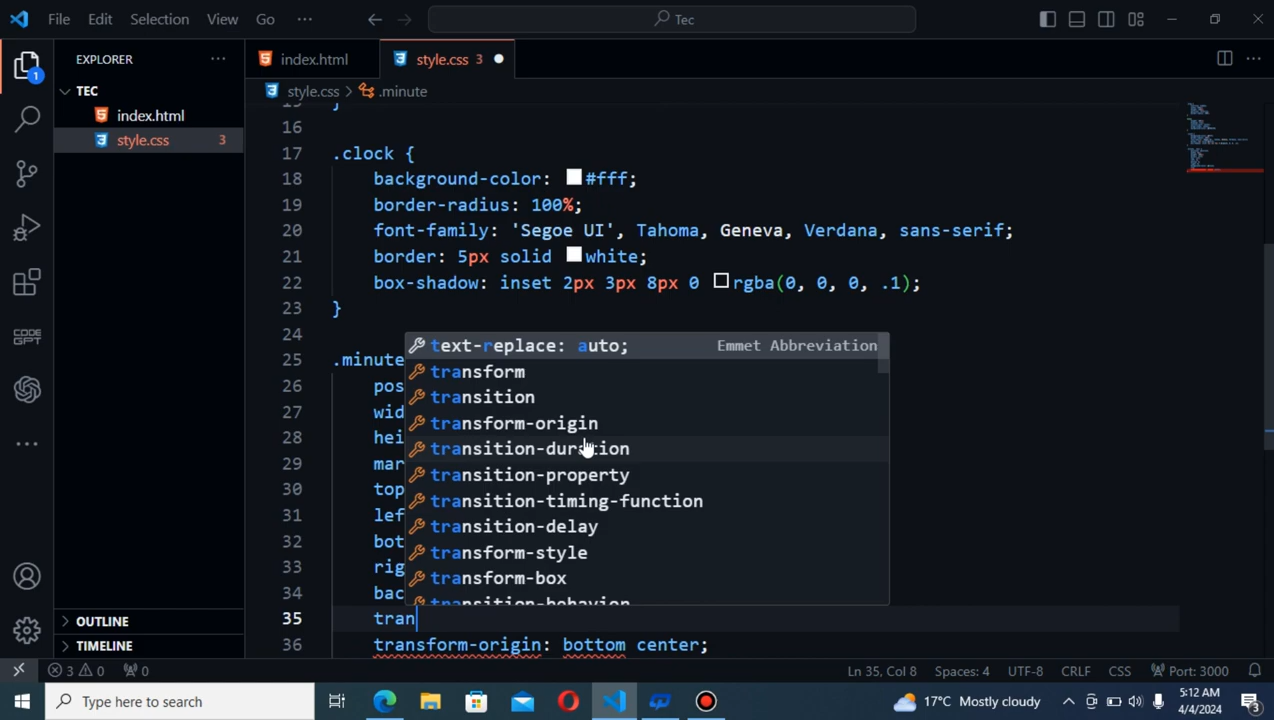 File Edit Selection View Go ··· Tec
EXPLORER ···
index.html
style.css 3
TEC
style.css > .minute
1
index.html
style.css 3
16
17 .clock {
18 background-color: #fff;
19 border-radius: 100%;
20 font-family: 'Segoe UI', Tahoma, Geneva, Verdana, sans-serif;
21 border: 5px solid white;
22 box-shadow: inset 2px 3px 8px 0 rgba(0, 0, 0, .1);
23 }
24
text-replace: auto; Emmet Abbreviation
25 .minute
transform
26 pos
transition
27 wid
transform-origin
28 hei
transition-duration
29 mar
transition-property
30 top
transition-timing-function
31 lef
transition-delay
32 bot
transform-style
33 rig
transform-box
34 bac
transition-behavior
35 tran
36 transform-origin: bottom center;
CODE
GPT
OUTLINE
TIMELINE
3 0 0 Ln 35, Col 8 Spaces: 4 UTF-8 CRLF CSS Port: 3000
Type here to search
17°C Mostly cloudy
5:12 AM
4/4/2024
3